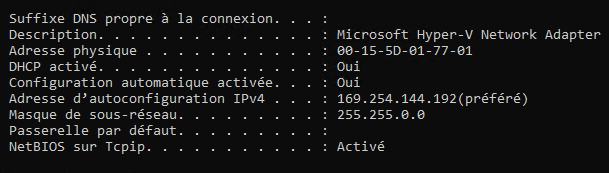 Suffixe DNS propre à la connexion. . . :
Description. . . . . . . . . . . . . . : Microsoft Hyper-V Network Adapter
Adresse physique . . . . . . . . . . . : 00-15-5D-01-77-01
DHCP activé. . . . . . . . . . . . . . : Oui
Configuration automatique activée. . . : Oui
Adresse d’autoconfiguration IPv4 . . . : 169.254.144.192(préféré)
Masque de sous-réseau. . . . . . . . . : 255.255.0.0
Passerelle par défaut. . . . . . . . . :
NetBIOS sur Tcpip. . . . . . . . . . . : Activé